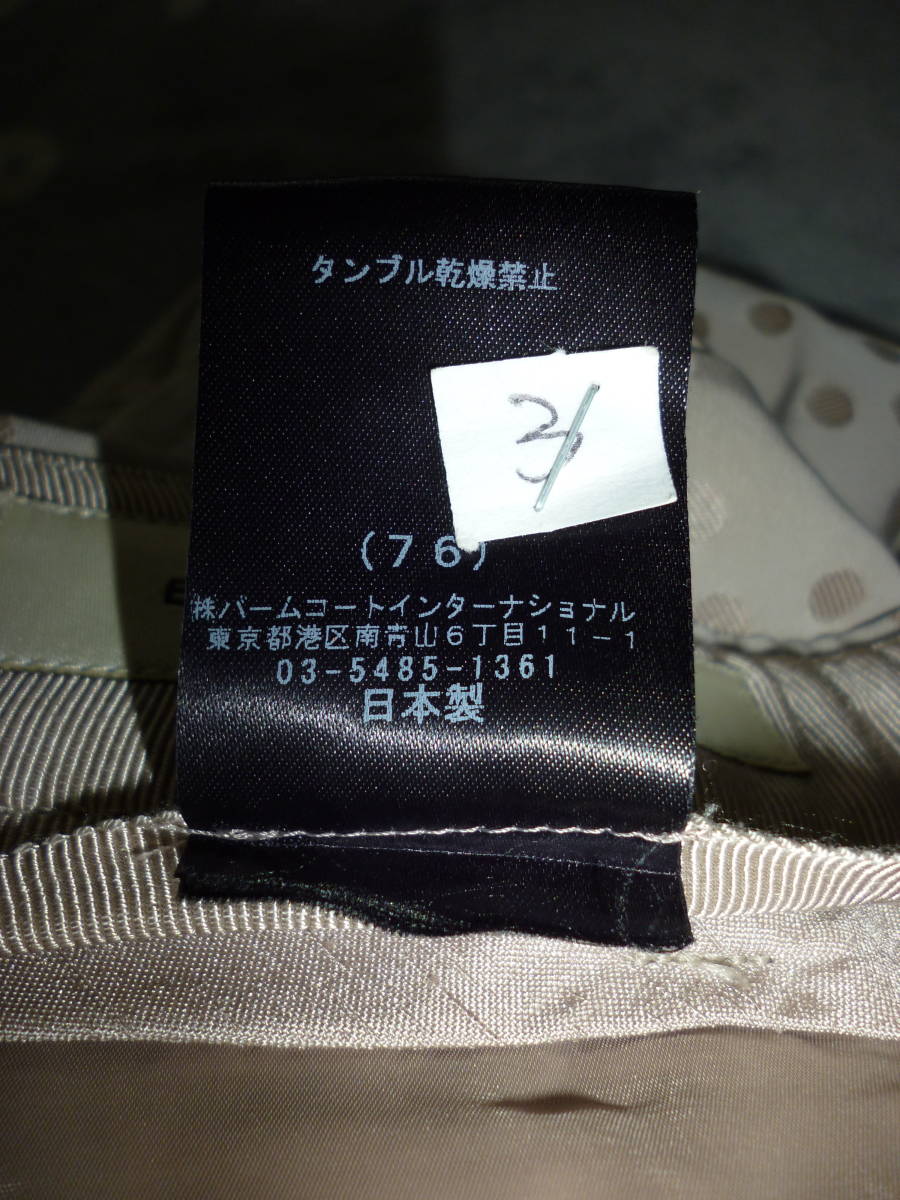 タンブル乾燥禁止
3
(76)
㈱パームコートインターナショナル
東京都港区南青山6丁目11-1
03-5485-1361
日本製